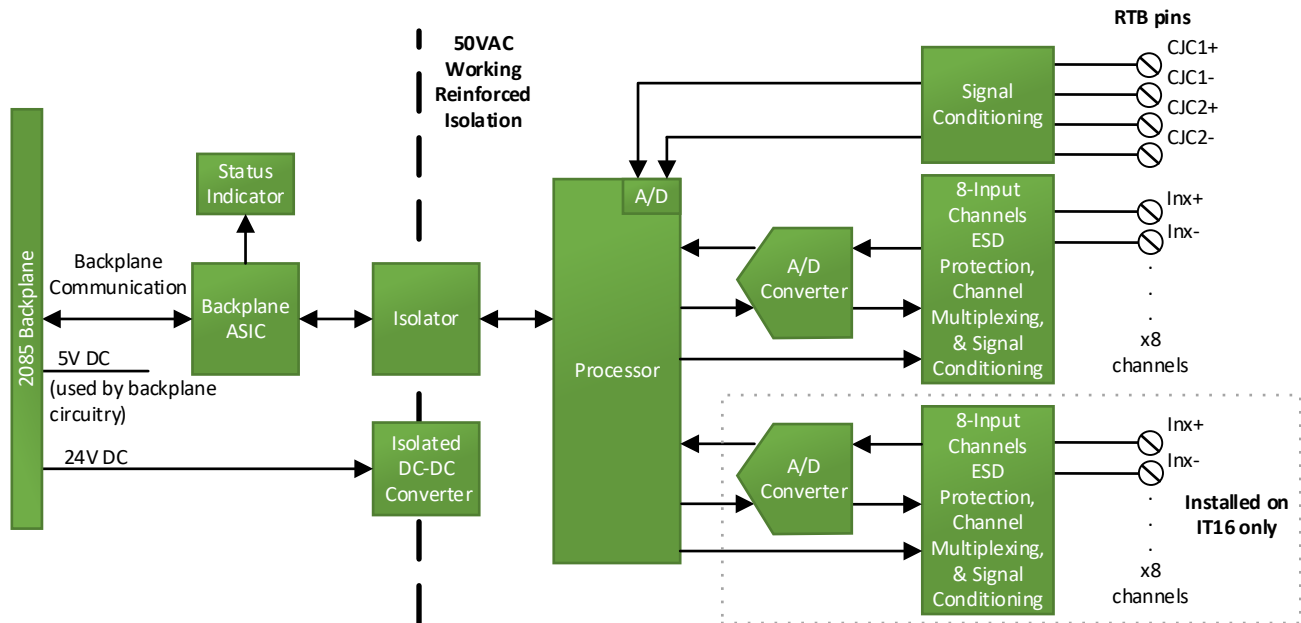 RTB pins
50VAC
Working
Reinforced
Isolation
CJC1+
CJC1-
CJC2+
CJC2-
Signal
Conditioning
Status
Indicator
A/D
8-Input
Channels
ESD
Protection,
Channel
Multiplexing,
& Signal
Conditioning
Inx+
Inx-
.
.
.
x8
channels
A/D
Converter
2085 Backplane
Backplane
Communication
Backplane
ASIC
Isolator
Processor
5V DC
(used by backplane
circuitry)
24V DC
Isolated
DC-DC
Converter
A/D
Converter
8-Input
Channels
ESD
Protection,
Channel
Multiplexing,
& Signal
Conditioning
Inx+
Inx-
.
.
.
x8
channels
Installed on
IT16 only